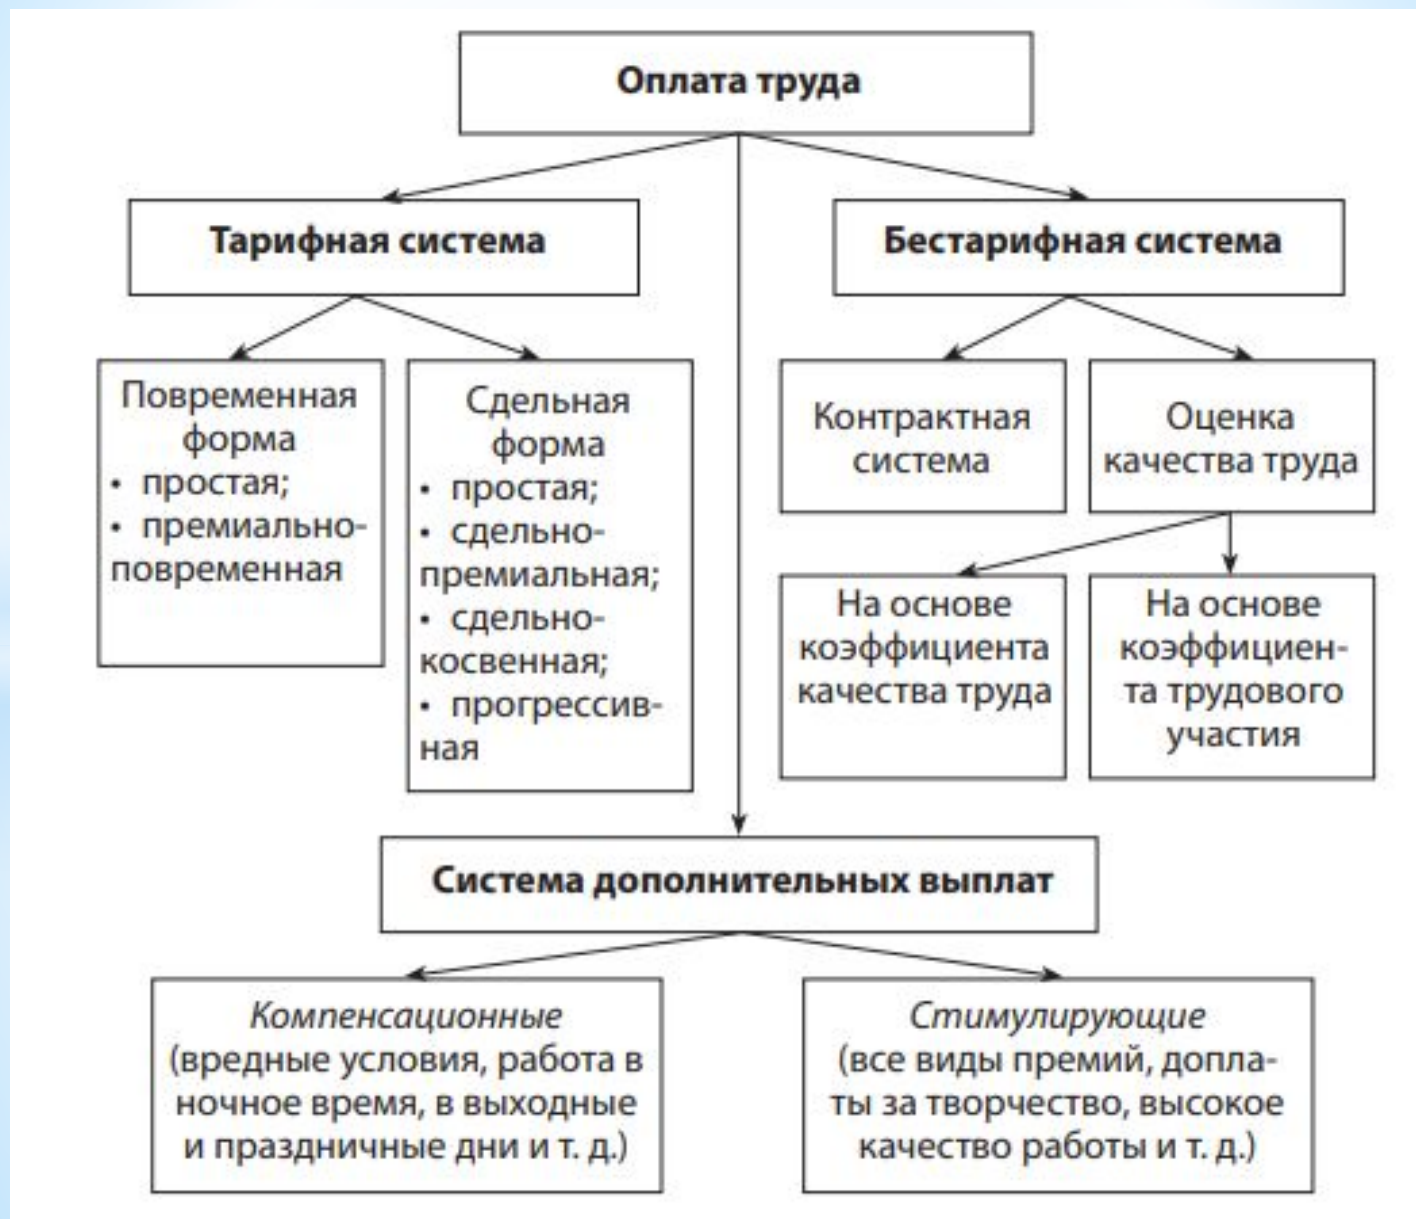 Оплата труда
Тарифная система
Бестарифная система
Повременная
форма
• простая;
• премиально-
повременная
Сдельная
форма
• простая;
• сдельно-
премиальная;
• сдельно-
косвенная;
• прогрессив-
ная
Контрактная
система
Оценка
качества труда
На основе
коэффициента
качества труда
На основе
коэффициен-
та трудового
участия
Система дополнительных выплат
Компенсационные
(вредные условия, работа в
ночное время, в выходные
и праздничные дни и т. д.)
Стимулирующие
(все виды премий, допла-
ты за творчество, высокое
качество работы и т. д.)